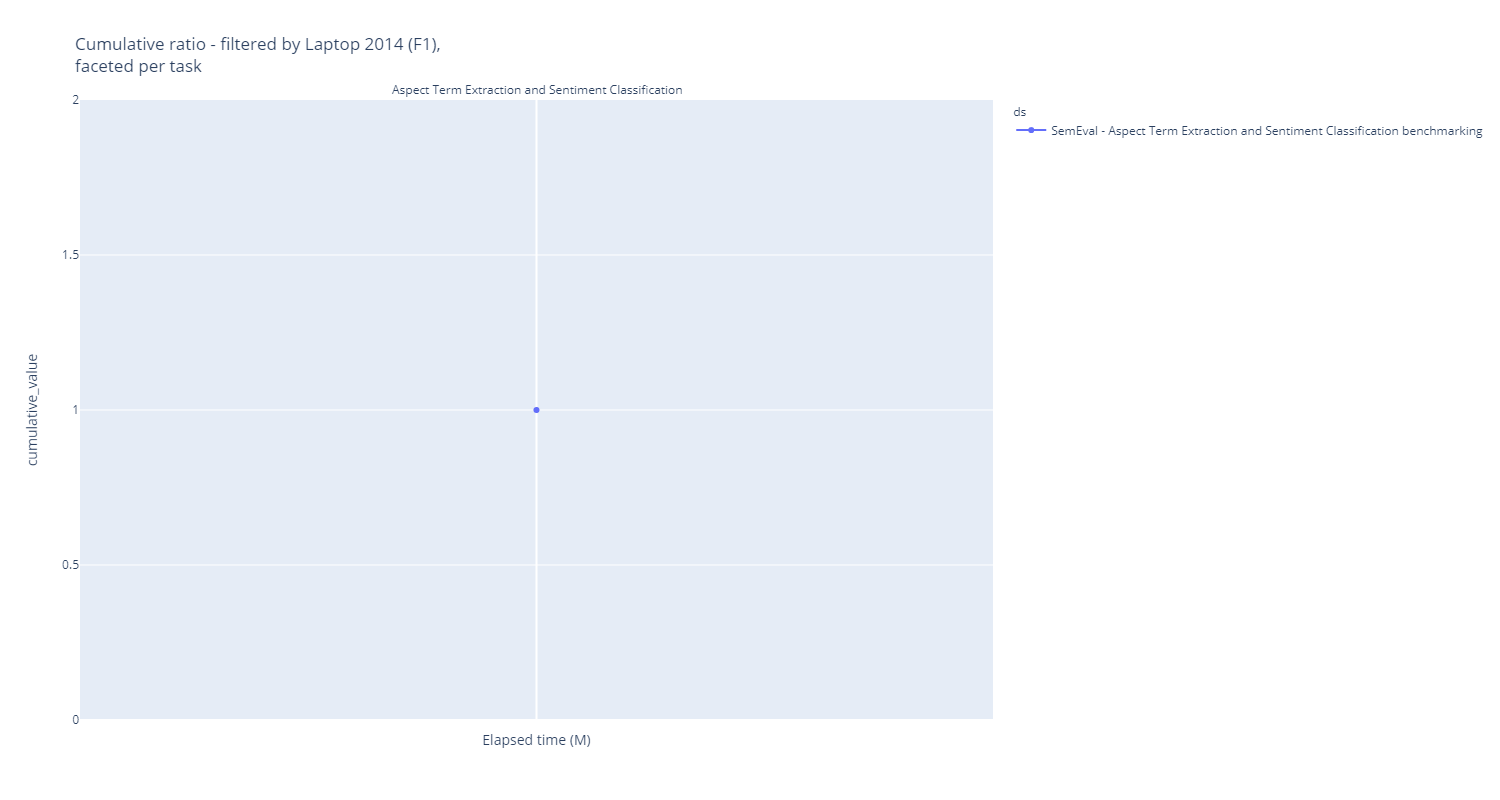 Cumulative ratio - filtered by Laptop 2014 (F1),
faceted per task
Aspect Term Extraction and Sentiment Classification
2
1.5
1
0.5
0
cumulative_value
Elapsed time (M)
ds
SemEval - Aspect Term Extraction and Sentiment Classification benchmarking